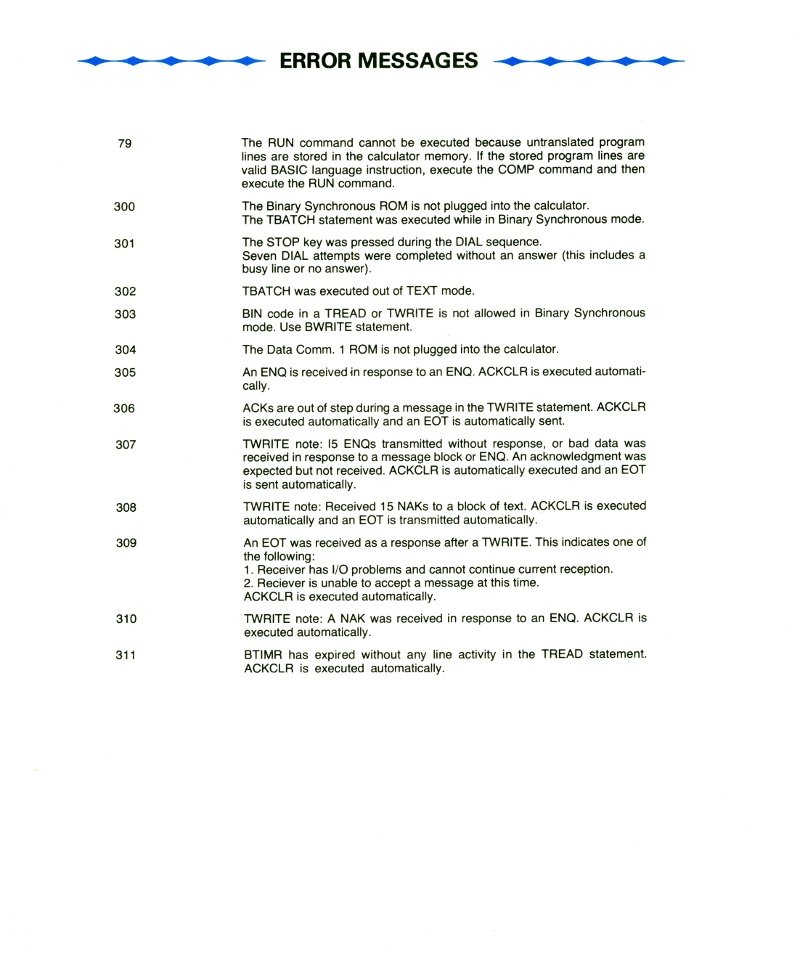 ERROR MESSAGES
79 The RUN command cannot be executed because untranslated program
lines are stored in the calculator memory. If the stored program lines are
valid BASIC language instruction, execute the COMP command and then
execute the RUN command.
300 The Binary Synchronous ROM is not plugged into the calculator.
The TBATCH statement was executed while in Binary Synchronous mode.
301 The STOP key was pressed during the DIAL sequence.
Seven DIAL attempts were completed without an answer (this includes a
busy line or no answer).
302 TBATCH was executed out of TEXT mode.
303 BIN code in a TREAD or TWRITE is not allowed in Binary Synchronous
mode. Use BWRITE statement.
304 The Data Comm. 1 ROM is not plugged into the calculator.
305 An ENQ is received in response to an ENQ. ACKCLR is executed automati-
cally.
306 ACKs are out of step during a message in the TWRITE statement. ACKCLR
is executed automatically and an EOT is automatically sent.
307 TWRITE note: I5 ENQs transmitted without response, or bad data was
received in response to a message block or ENQ. An acknowledgment was
expected but not received. ACKCLR is automatically executed and an EOT
is sent automatically.
308 TWRITE note: Received 15 NAKs to a block of text. ACKCLR is executed
automatically and an EOT is transmitted automatically.
309 An EOT was received as a response after a TWRITE. This indicates one of
the following:
1. Receiver has I/O problems and cannot continue current reception.
2. Reciever is unable to accept a message at this time.
ACKCLR is executed automatically.
310 TWRITE note: A NAK was received in response to an ENQ. ACKCLR is
executed automatically.
311 BTIMR has expired without any line activity in the TREAD statement.
ACKCLR is executed automatically.